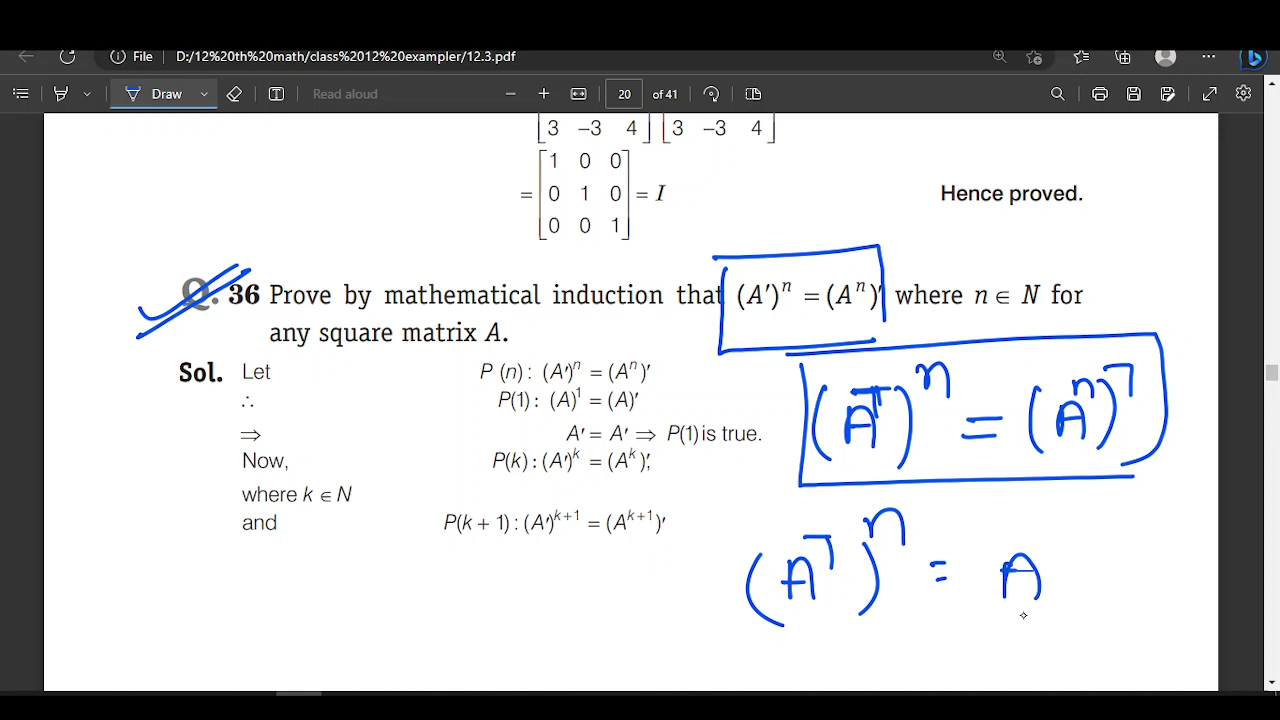 File D:/12%20th%20math/class%2012%20exampler/12.3.pdf
Draw Read aloud 20 of 41
[3 −3 4] [3 −3 4]
= [1 0 0
0 1 0
0 0 1] = I Hence proved.
Q. 36 Prove by mathematical induction that (A′)ⁿ = (Aⁿ)′ where n ∈ N for
any square matrix A.
Sol. Let P (n) : (A′)ⁿ = (Aⁿ)′
∴ P(1) : (A)¹ = (A)′
⇒ A′ = A′ ⇒ P(1) is true.
Now, P(k) : (A′)ᵏ = (Aᵏ)′,
where k ∈ N
and P(k + 1) : (A′)ᵏ⁺¹ = (Aᵏ⁺¹)′
(Aᵀ)ⁿ = (Aⁿ)ᵀ
(Aᵀ)ⁿ = A